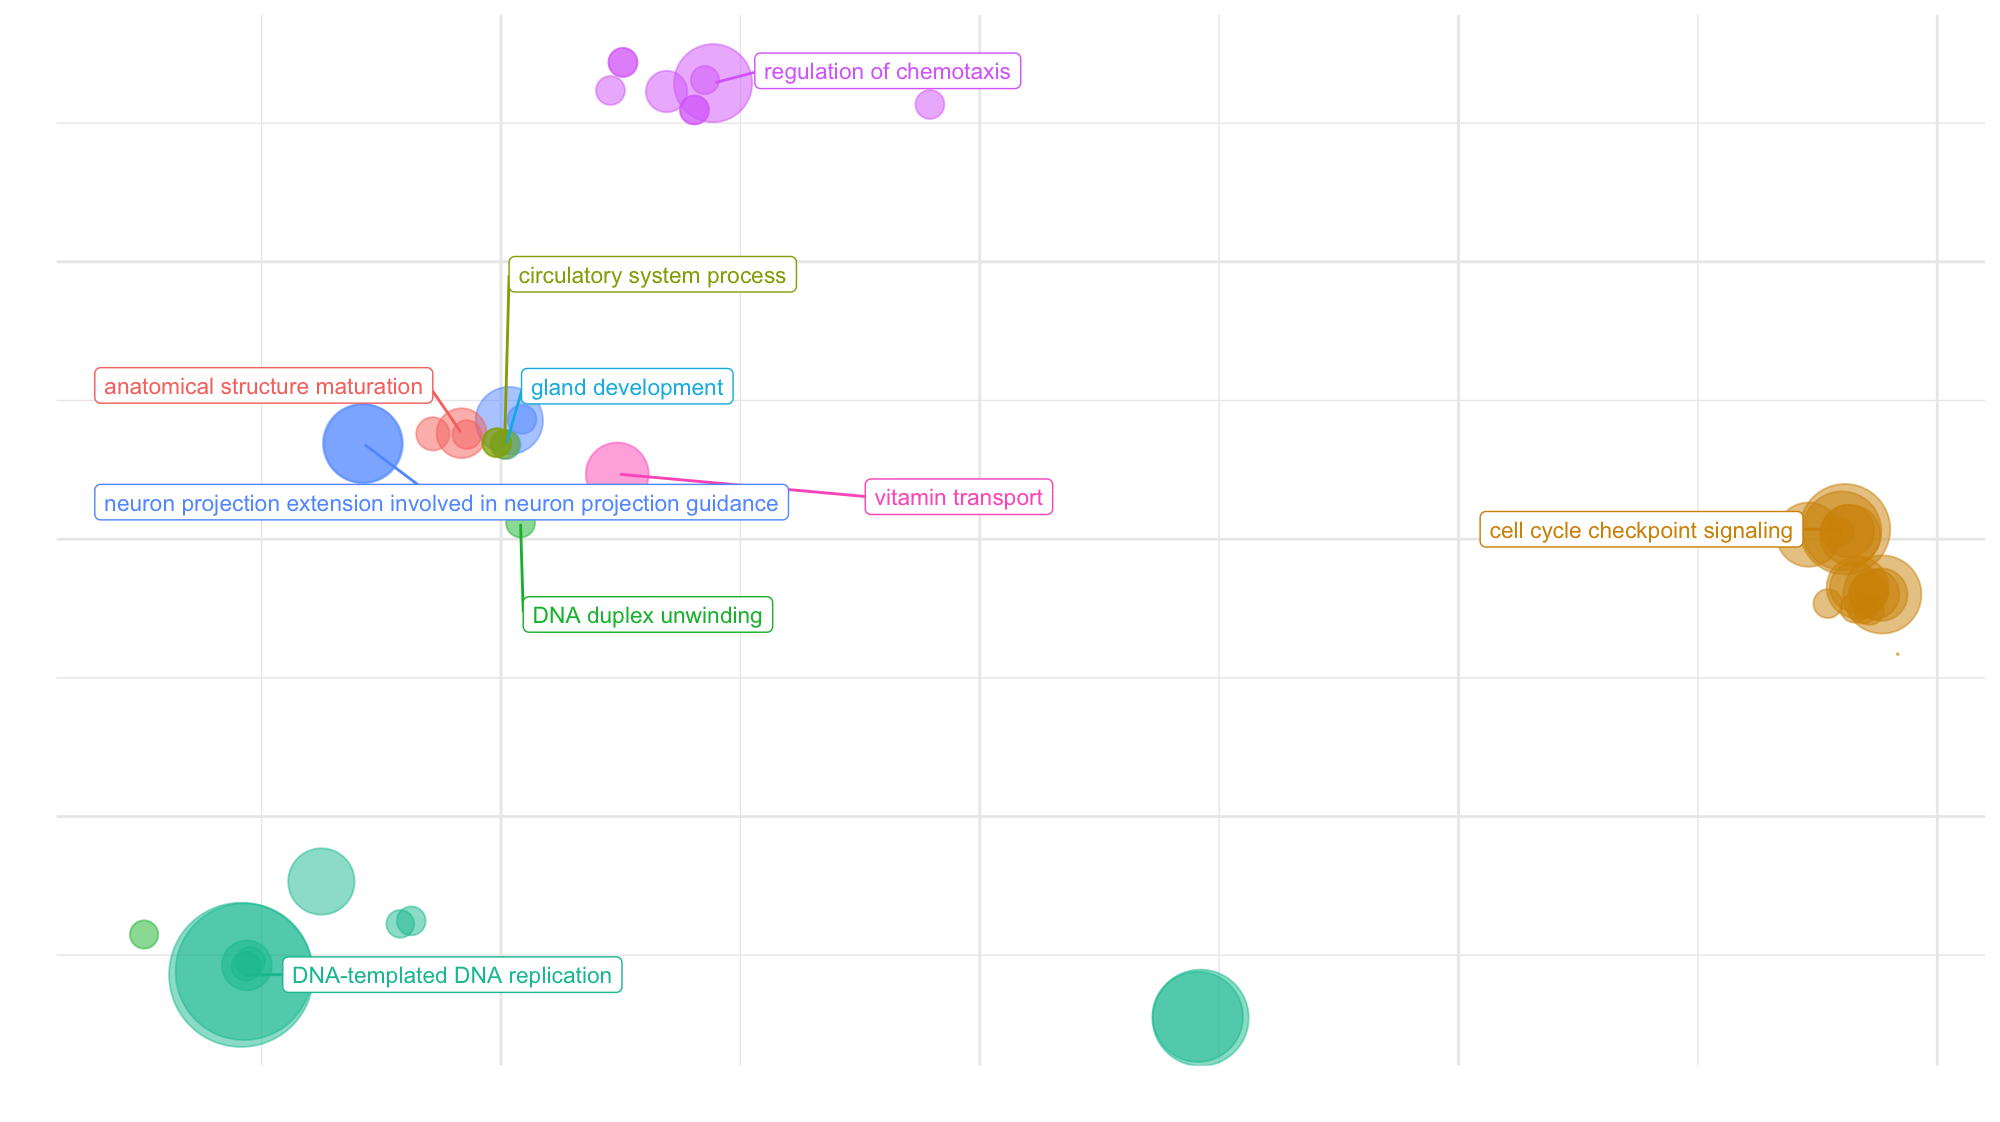 regulation of chemotaxis
circulatory system process
anatomical structure maturation
gland development
neuron projection extension involved in neuron projection guidance
vitamin transport
cell cycle checkpoint signaling
DNA duplex unwinding
DNA-templated DNA replication